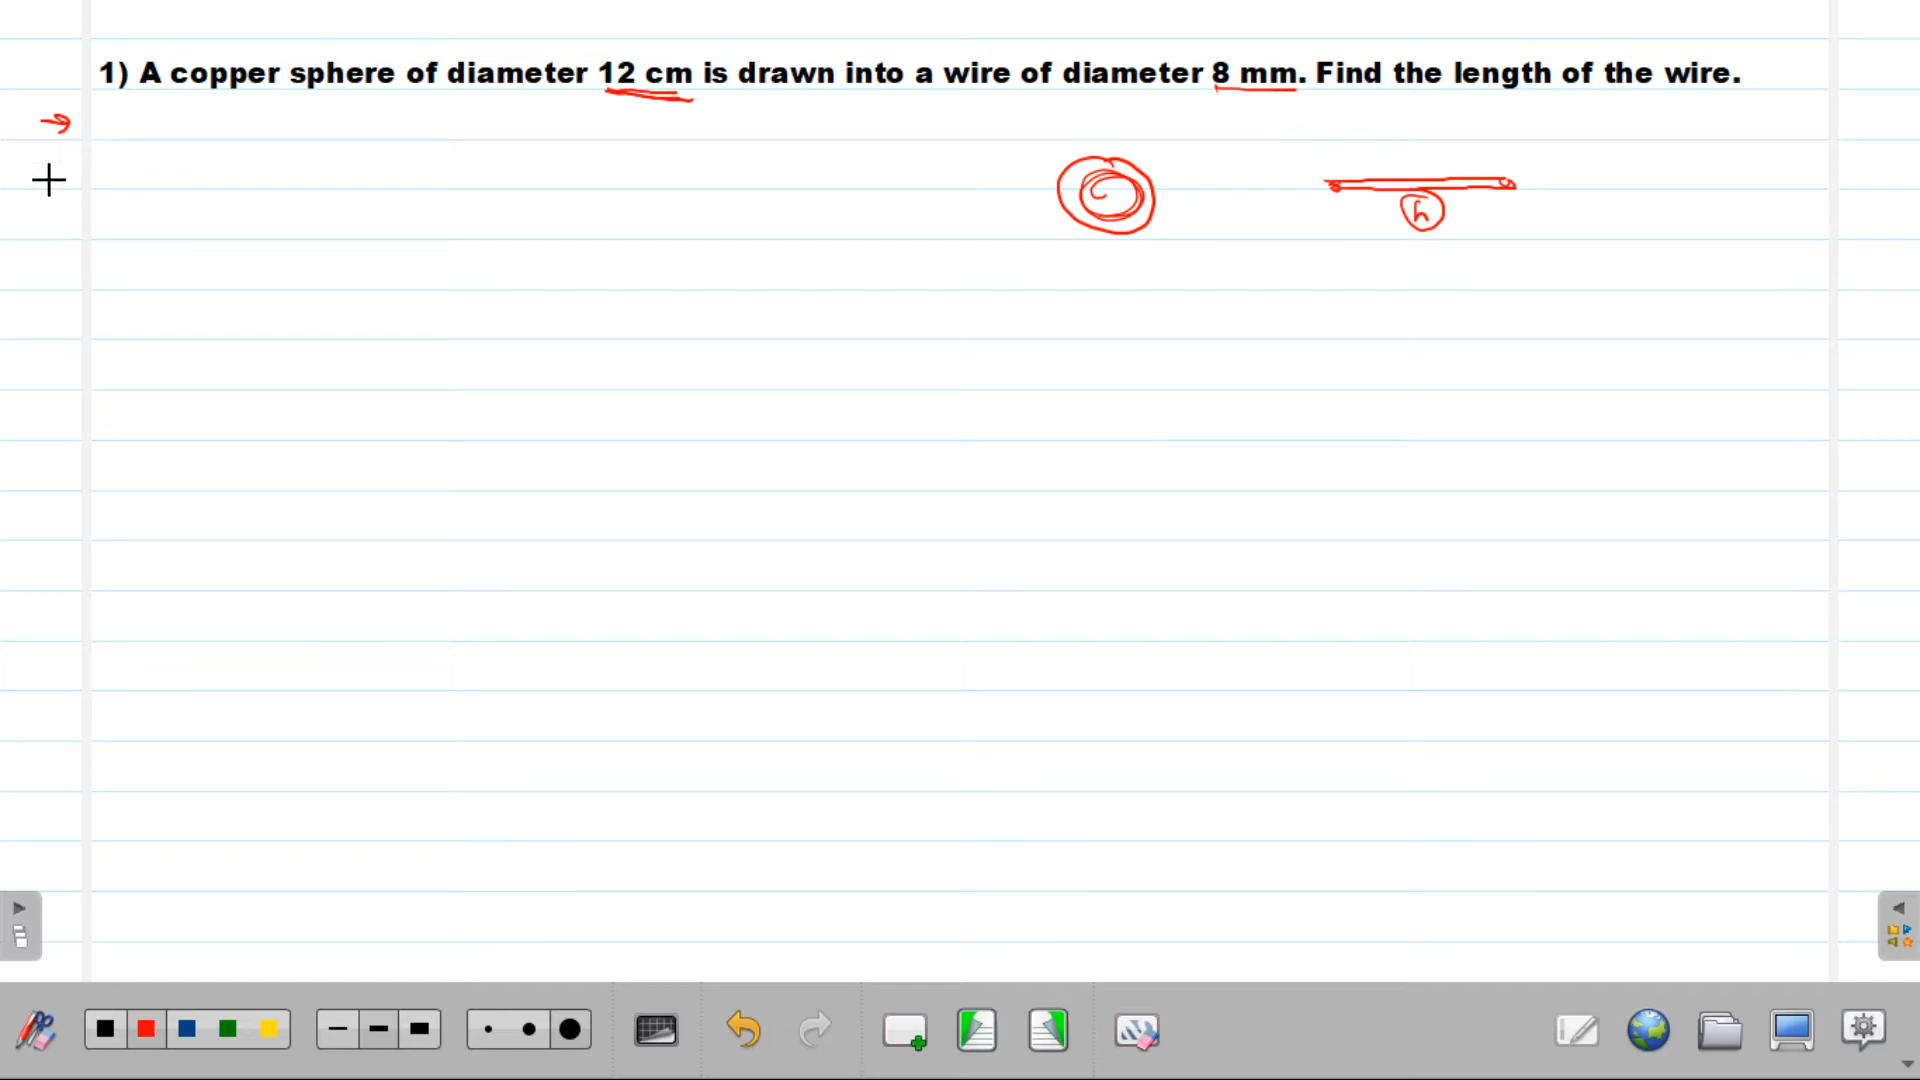 1) A copper sphere of diameter 12 cm is drawn into a wire of diameter 8 mm. Find the length of the wire.
h